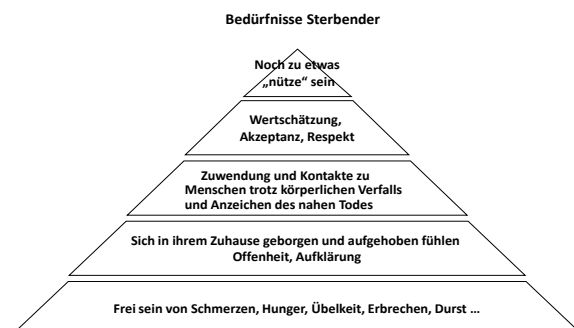 Bedürfnisse Sterbender
Noch zu etwas
„nütze“ sein
Wertschätzung,
Akzeptanz, Respekt
Zuwendung und Kontakte zu
Menschen trotz körperlichen Verfalls
und Anzeichen des nahen Todes
Sich in ihrem Zuhause geborgen und aufgehoben fühlen
Offenheit, Aufklärung
Frei sein von Schmerzen, Hunger, Übelkeit, Erbrechen, Durst ...